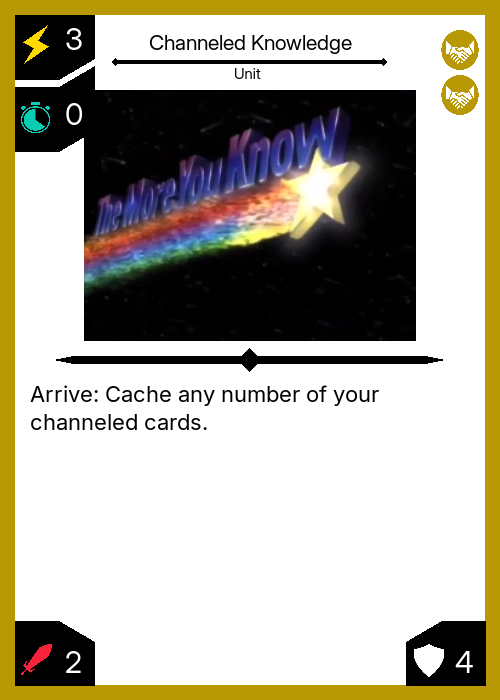 3
Channeled Knowledge
Unit
0
The More You Know
Arrive: Cache any number of your
channeled cards.
2
4